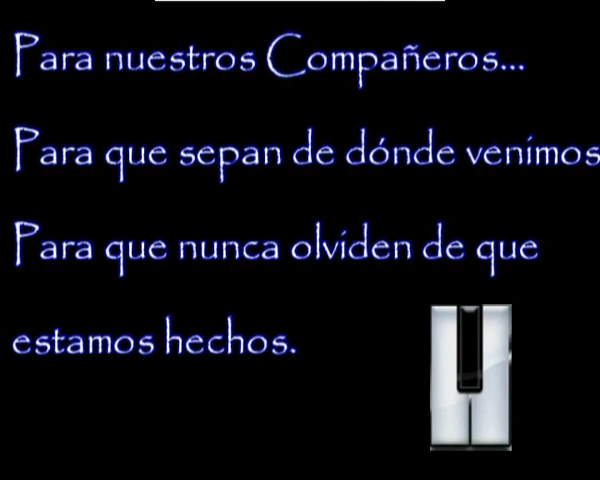 Para nuestros Compañeros...
Para que sepan de dónde venimos
Para que nunca olviden de que
estamos hechos.